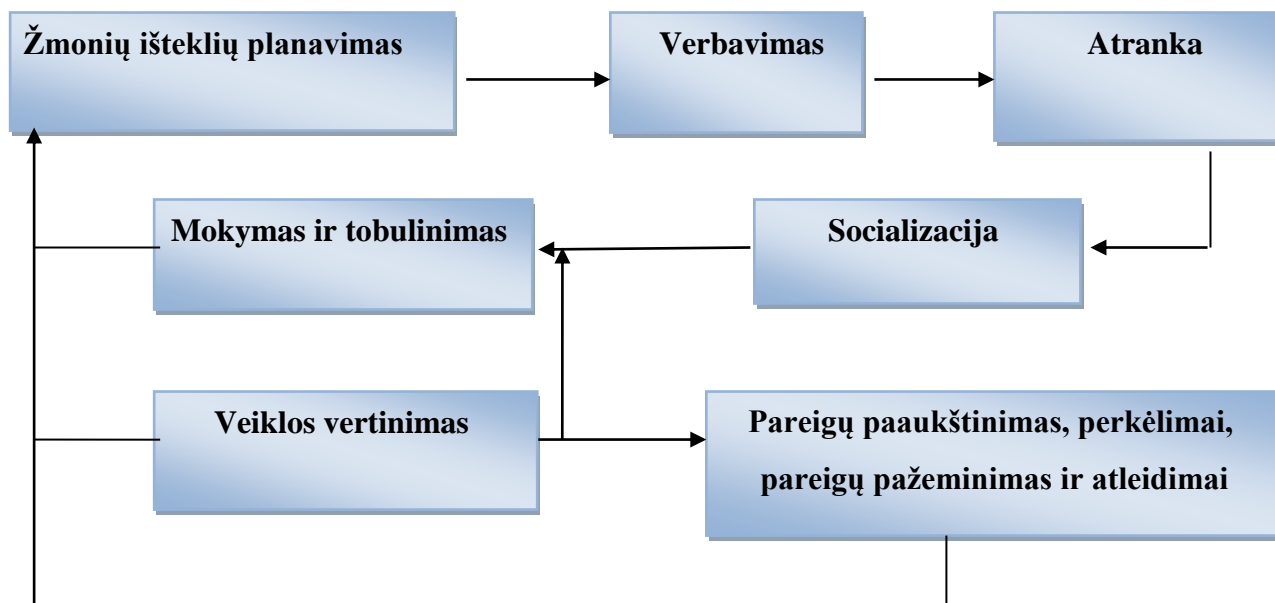 Žmonių išteklių planavimas
Verbavimas
Atranka
Mokymas ir tobulinimas
Socializacija
Veiklos vertinimas
Pareigų paaukštinimas, perkėlimai,
pareigų pažeminimas ir atleidimai